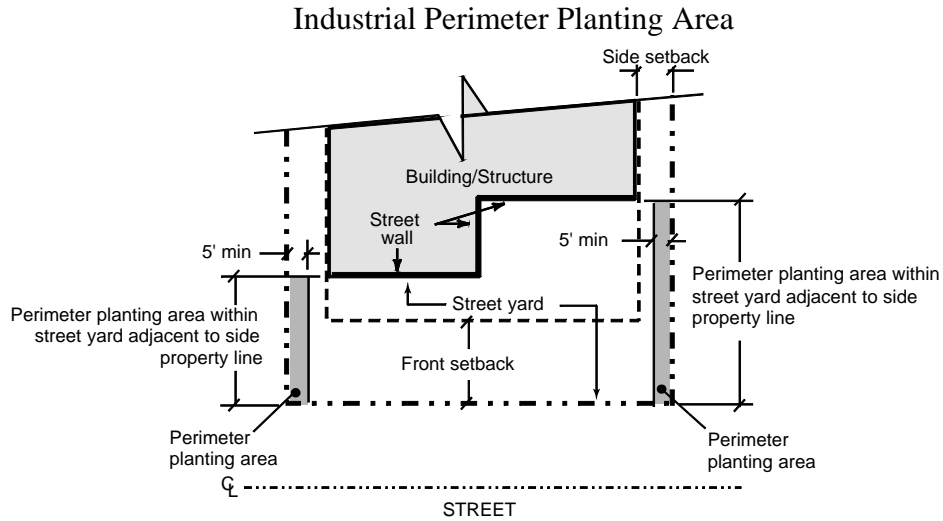 Industrial Perimeter Planting Area
Side setback
Building/Structure
Street
wall
5' min
5' min
Perimeter planting area within
street yard adjacent to side
property line
Street yard
Perimeter planting area within
street yard adjacent to side
property line
Front setback
Perimeter
planting area
Perimeter
planting area
CL
STREET